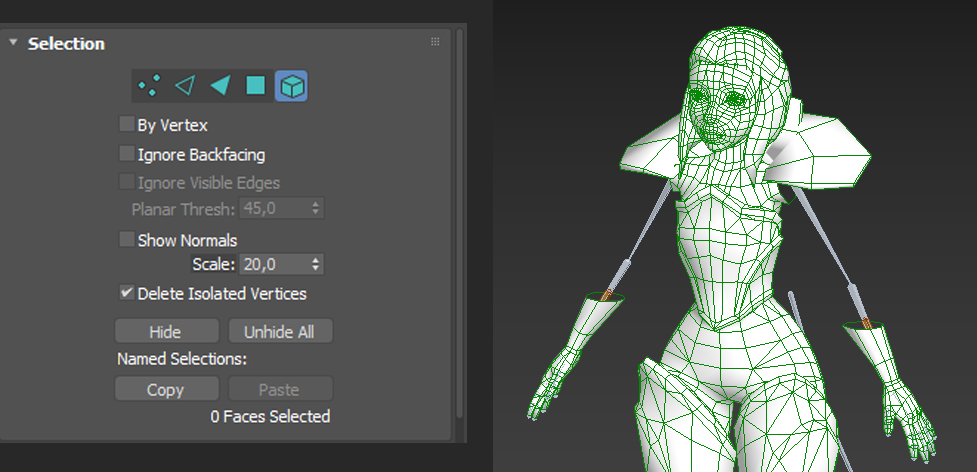 Selection
By Vertex
Ignore Backfacing
Ignore Visible Edges
Planar Thresh: 45,0
Show Normals
Scale: 20,0
Delete Isolated Vertices
Hide Unhide All
Named Selections:
Copy Paste
0 Faces Selected